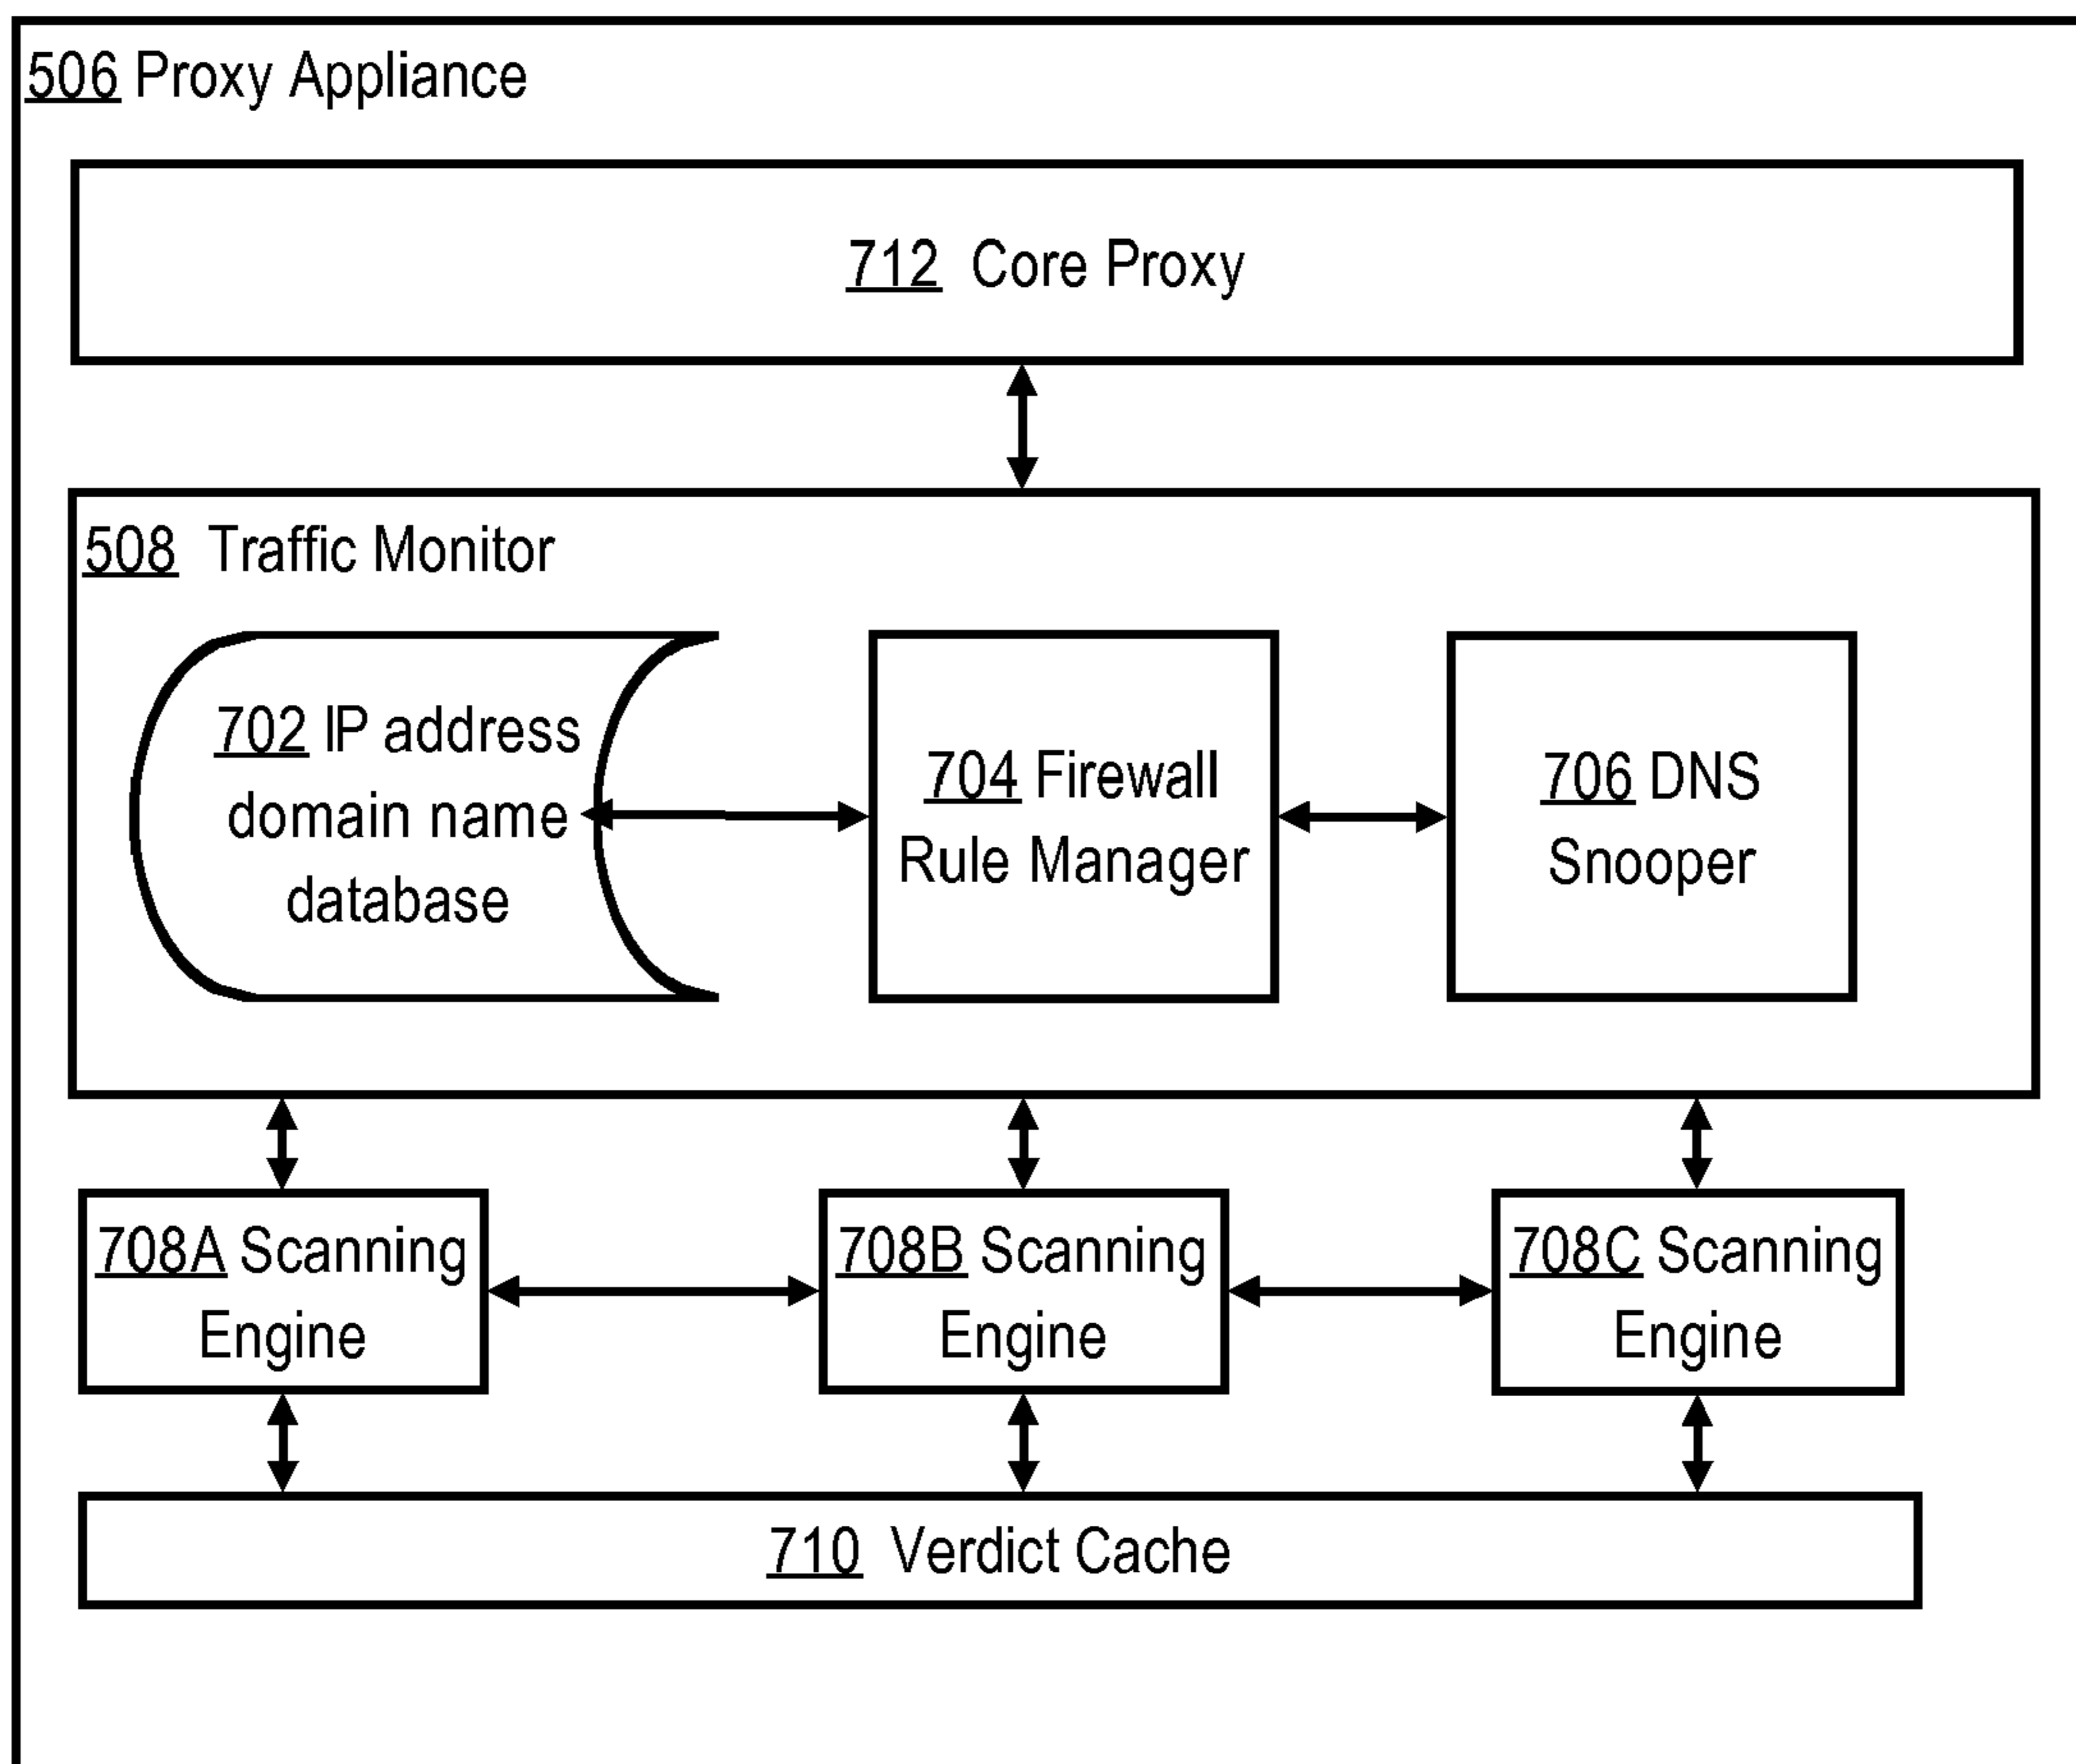 506 Proxy Appliance
712 Core Proxy
508 Traffic Monitor
702 IP address
domain name
database
704 Firewall
Rule Manager
706 DNS
Snooper
708A Scanning
Engine
708B Scanning
Engine
708C Scanning
Engine
710 Verdict Cache